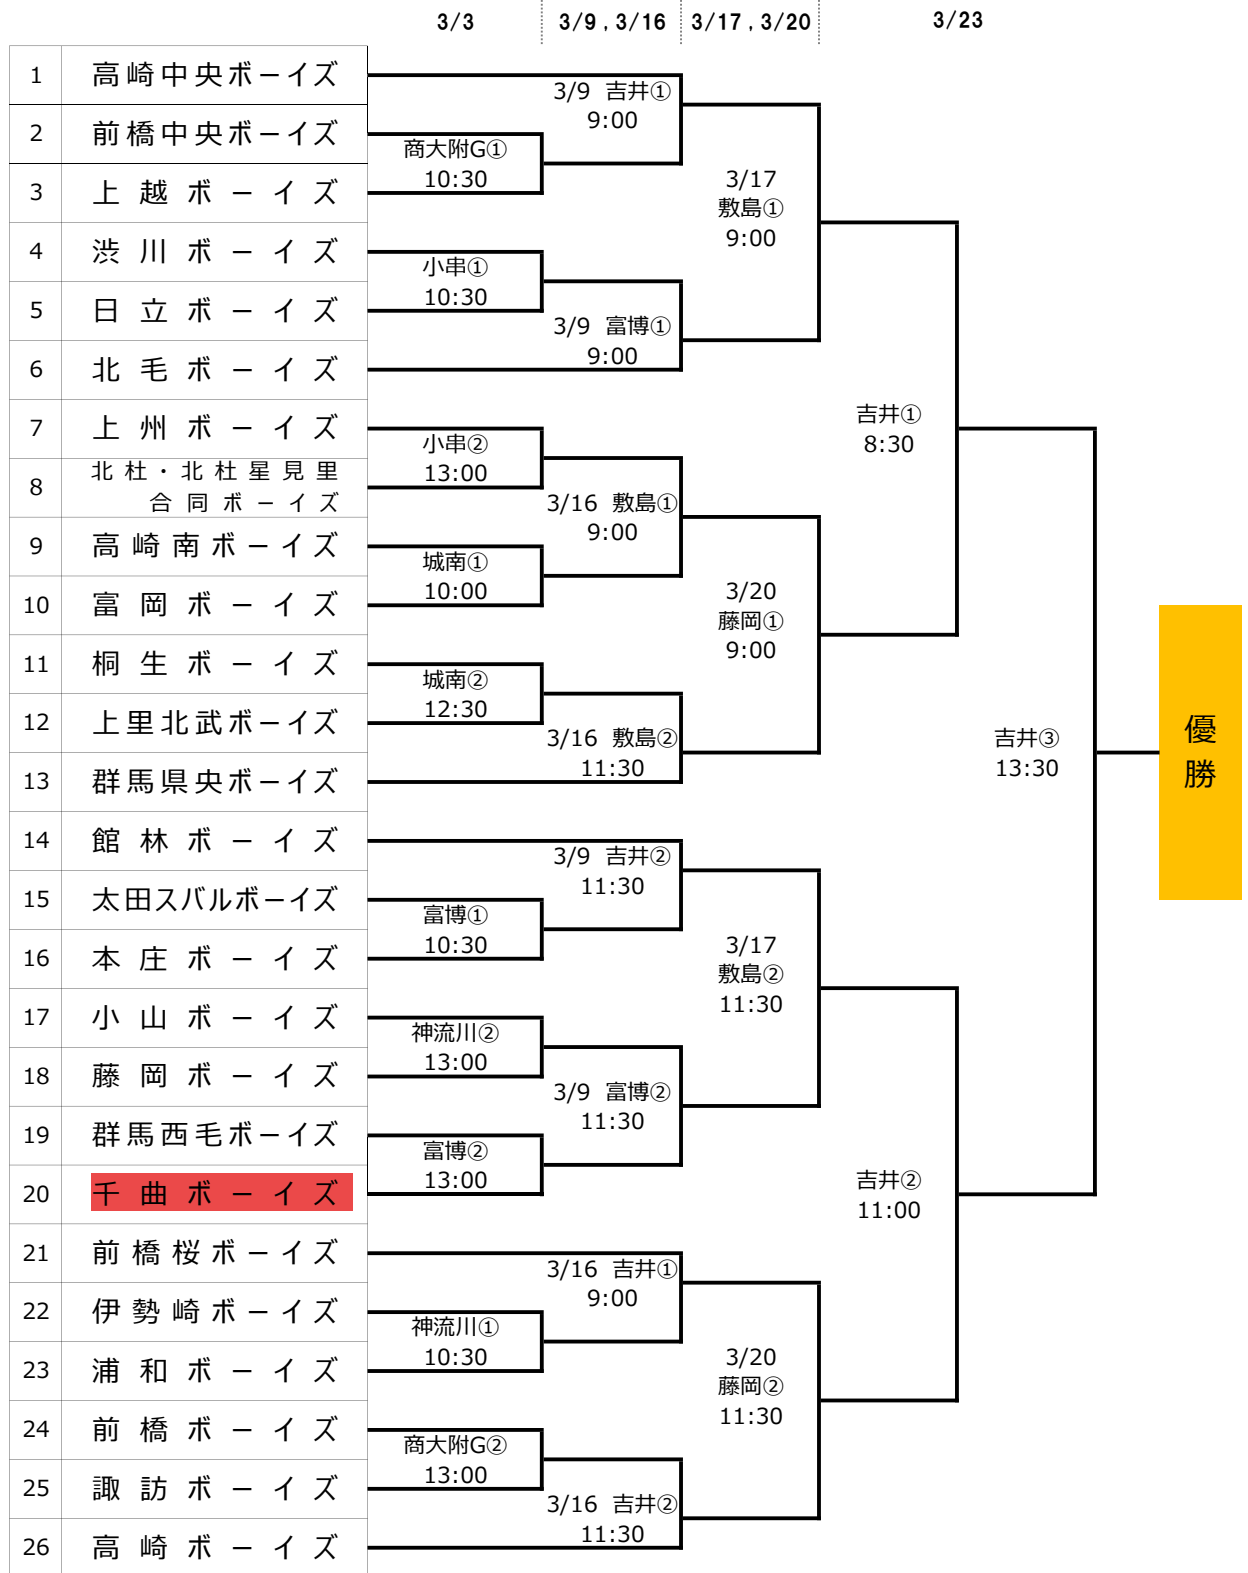 3/3 3/9 , 3/16 3/17 , 3/20 3/23
1 高崎中央ボーイズ
3/9 吉井①
9:00
2 前橋中央ボーイズ
商大附G①
10:30
3 上越ボーイズ
3/17
敷島①
9:00
4 渋川ボーイズ
小串①
10:30
5 日立ボーイズ
3/9 富博①
9:00
6 北毛ボーイズ
吉井①
8:30
7 上州ボーイズ
小串②
13:00
8 北杜・北杜星見里
合同ボーイズ
3/16 敷島①
9:00
9 高崎南ボーイズ
城南①
10:00
10 富岡ボーイズ
3/20
藤岡①
9:00
11 桐生ボーイズ
城南②
12:30
12 上里北武ボーイズ
3/16 敷島②
11:30
13 群馬県央ボーイズ
吉井③
13:30
優
勝
14 館林ボーイズ
3/9 吉井②
11:30
15 太田スバルボーイズ
富博①
10:30
16 本庄ボーイズ
3/17
敷島②
11:30
17 小山ボーイズ
神流川②
13:00
18 藤岡ボーイズ
3/9 富博②
11:30
19 群馬西毛ボーイズ
富博②
13:00
20 千曲ボーイズ
吉井②
11:00
21 前橋桜ボーイズ
3/16 吉井①
9:00
22 伊勢崎ボーイズ
神流川①
10:30
23 浦和ボーイズ
3/20
藤岡②
11:30
24 前橋ボーイズ
商大附G②
13:00
25 諏訪ボーイズ
3/16 吉井②
11:30
26 高崎ボーイズ